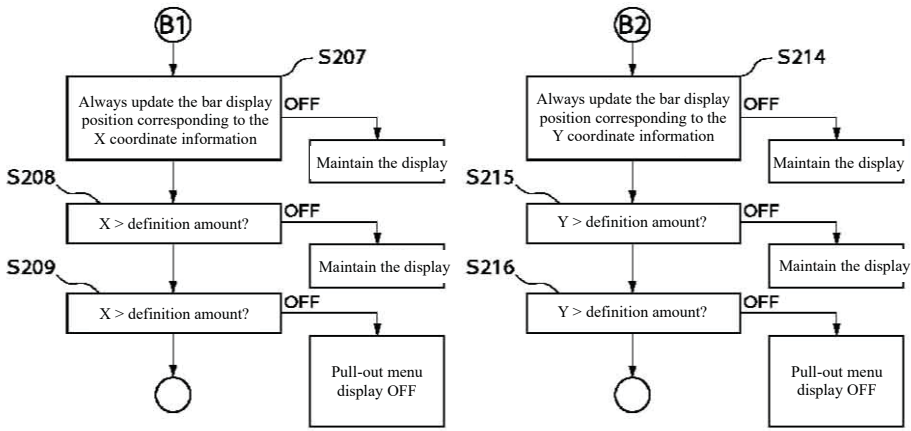 B1
S207
Always update the bar display
position corresponding to the
X coordinate information
OFF
Maintain the display
S208
X > definition amount?
OFF
Maintain the display
S209
X > definition amount?
OFF
Pull-out menu
display OFF
B2
S214
Always update the bar display
position corresponding to the
Y coordinate information
OFF
Maintain the display
S215
Y > definition amount?
OFF
Maintain the display
S216
Y > definition amount?
OFF
Pull-out menu
display OFF